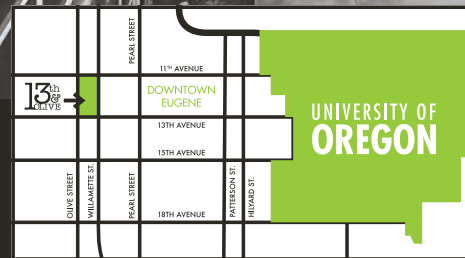 PEARL STREET
11TH AVENUE
13th
&
OLIVE
DOWNTOWN
EUGENE
UNIVERSITY OF
OREGON
13TH AVENUE
15TH AVENUE
OLIVE STREET
WILLAMETTE ST.
PEARL STREET
PATTERSON ST.
HILYARD ST.
18TH AVENUE